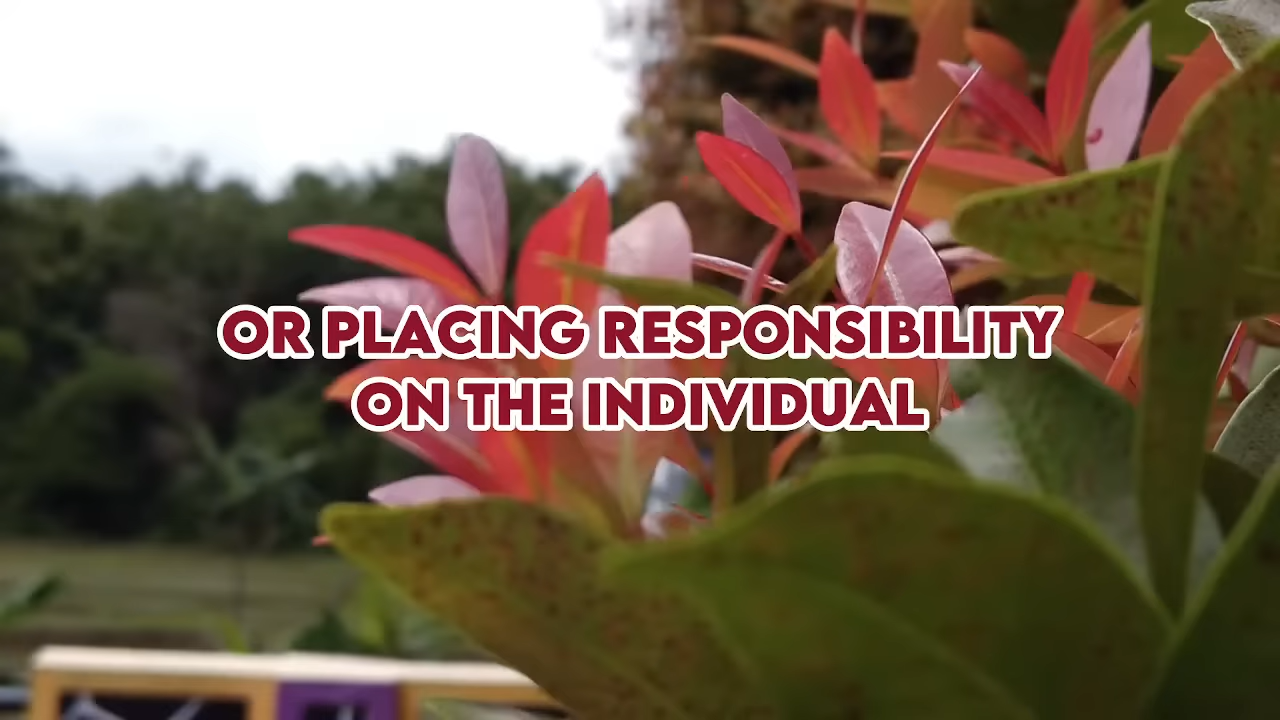 OR PLACING RESPONSIBILITY
ON THE INDIVIDUAL